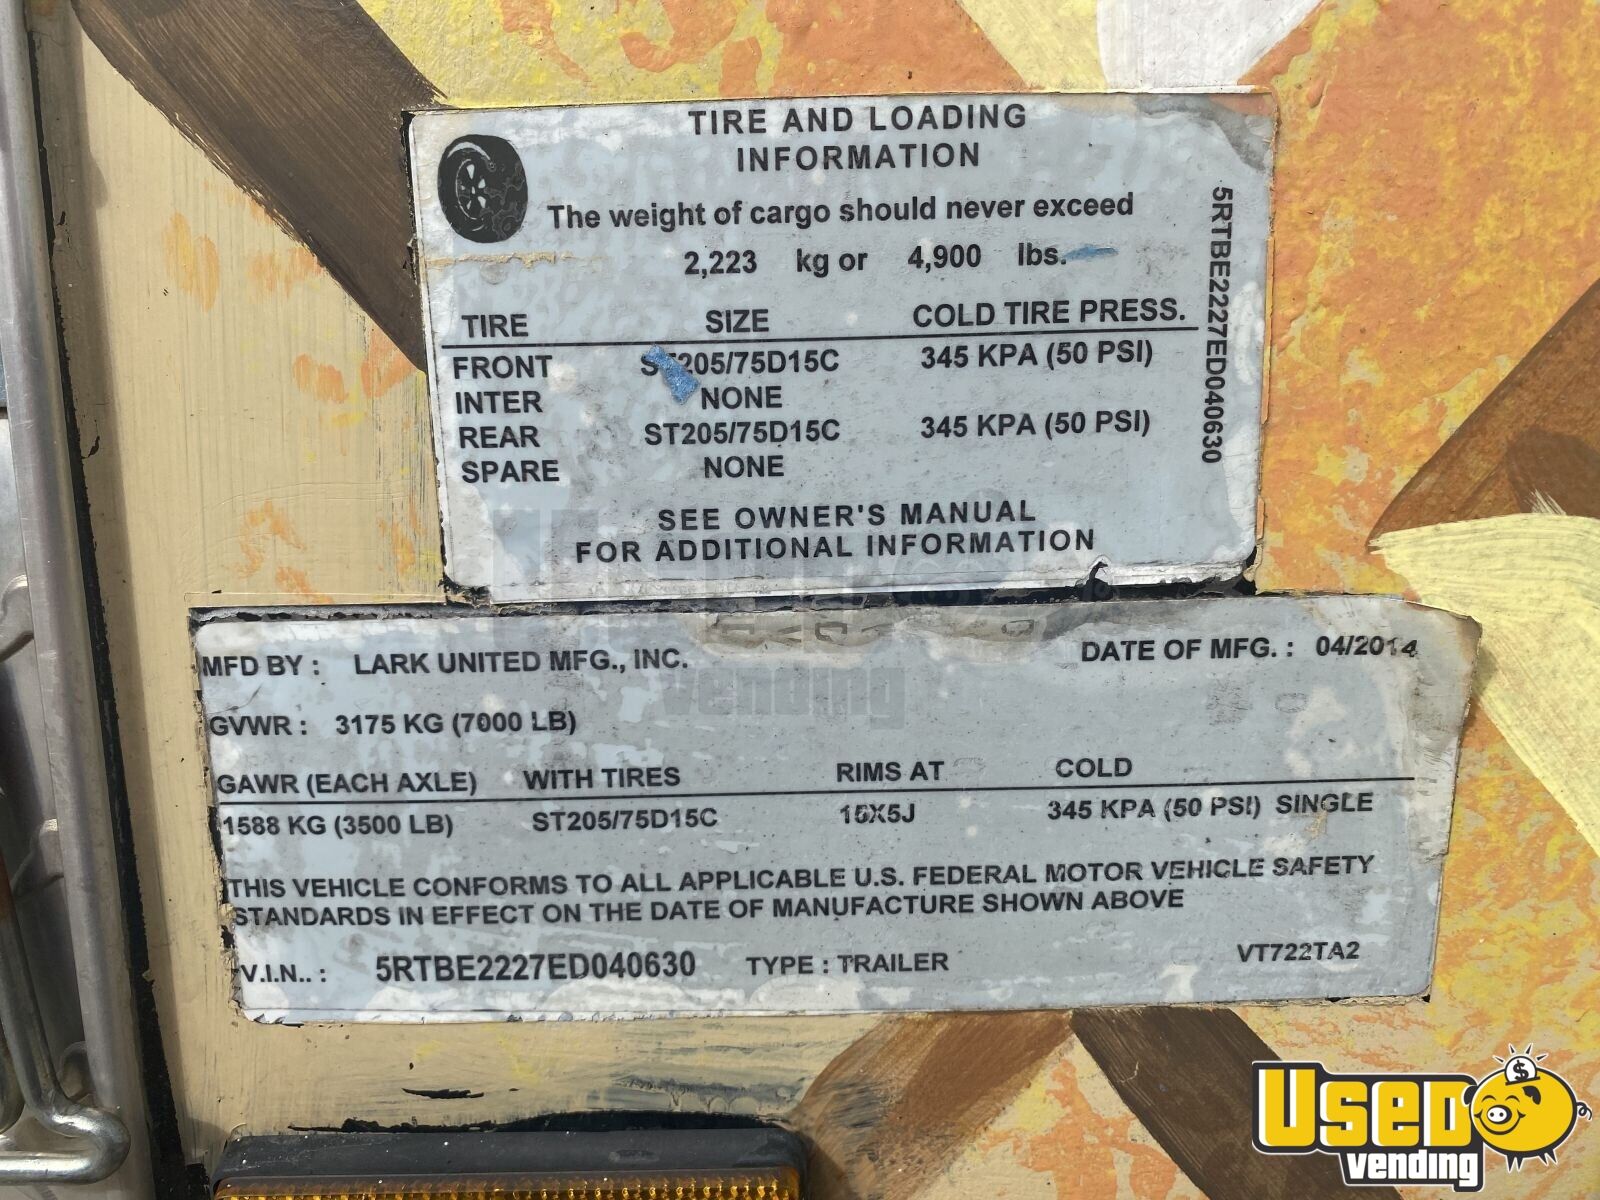 TIRE AND LOADING
INFORMATION
The weight of cargo should never exceed
2,223 kg or 4,900 lbs.
TIRE SIZE COLD TIRE PRESS.
FRONT ST205/75D15C 345 KPA (50 PSI)
INTER NONE
REAR ST205/75D15C 345 KPA (50 PSI)
SPARE NONE
SEE OWNER'S MANUAL
FOR ADDITIONAL INFORMATION
5RTBE2227ED040630
MFD BY : LARK UNITED MFG., INC. DATE OF MFG. : 04/2014
GVWR : 3175 KG (7000 LB)
GAWR (EACH AXLE) WITH TIRES RIMS AT COLD
1588 KG (3500 LB) ST205/75D15C 15X5J 345 KPA (50 PSI) SINGLE
THIS VEHICLE CONFORMS TO ALL APPLICABLE U.S. FEDERAL MOTOR VEHICLE SAFETY
STANDARDS IN EFFECT ON THE DATE OF MANUFACTURE SHOWN ABOVE
V.I.N.. : 5RTBE2227ED040630 TYPE : TRAILER VT722TA2
vending
USED
vending